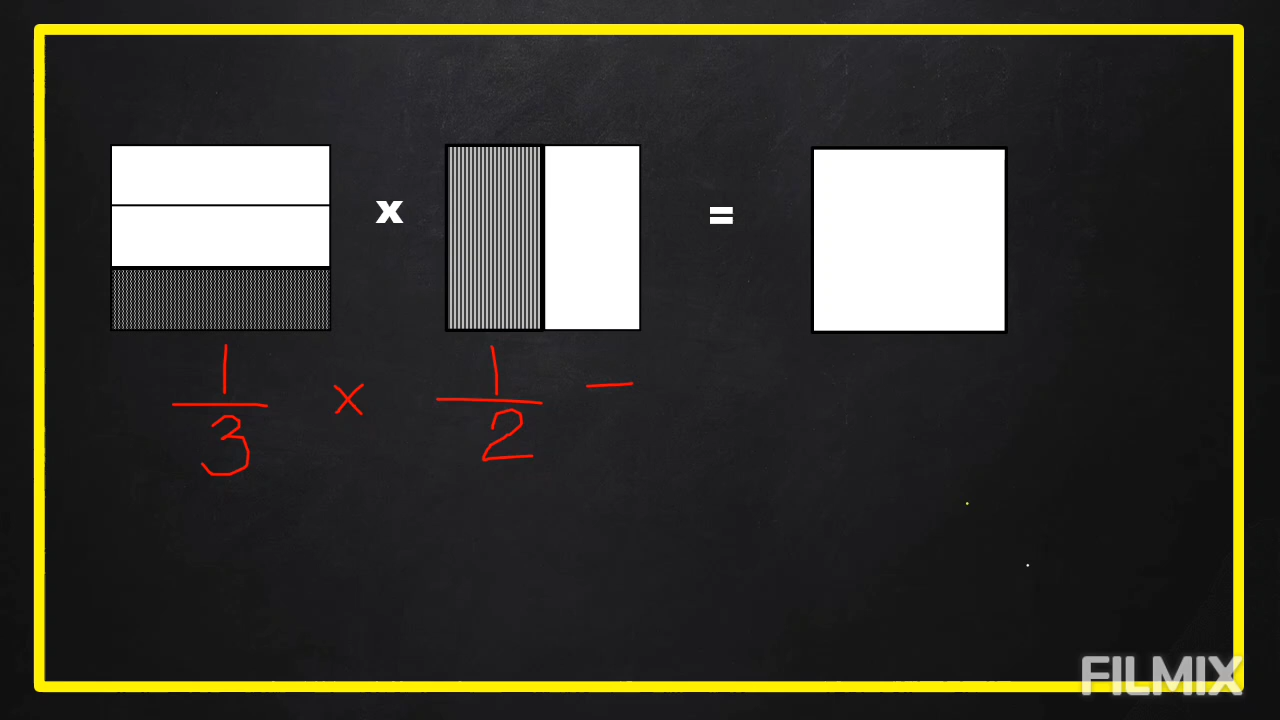 x =
1/3 × 1/2 –
FILMIX